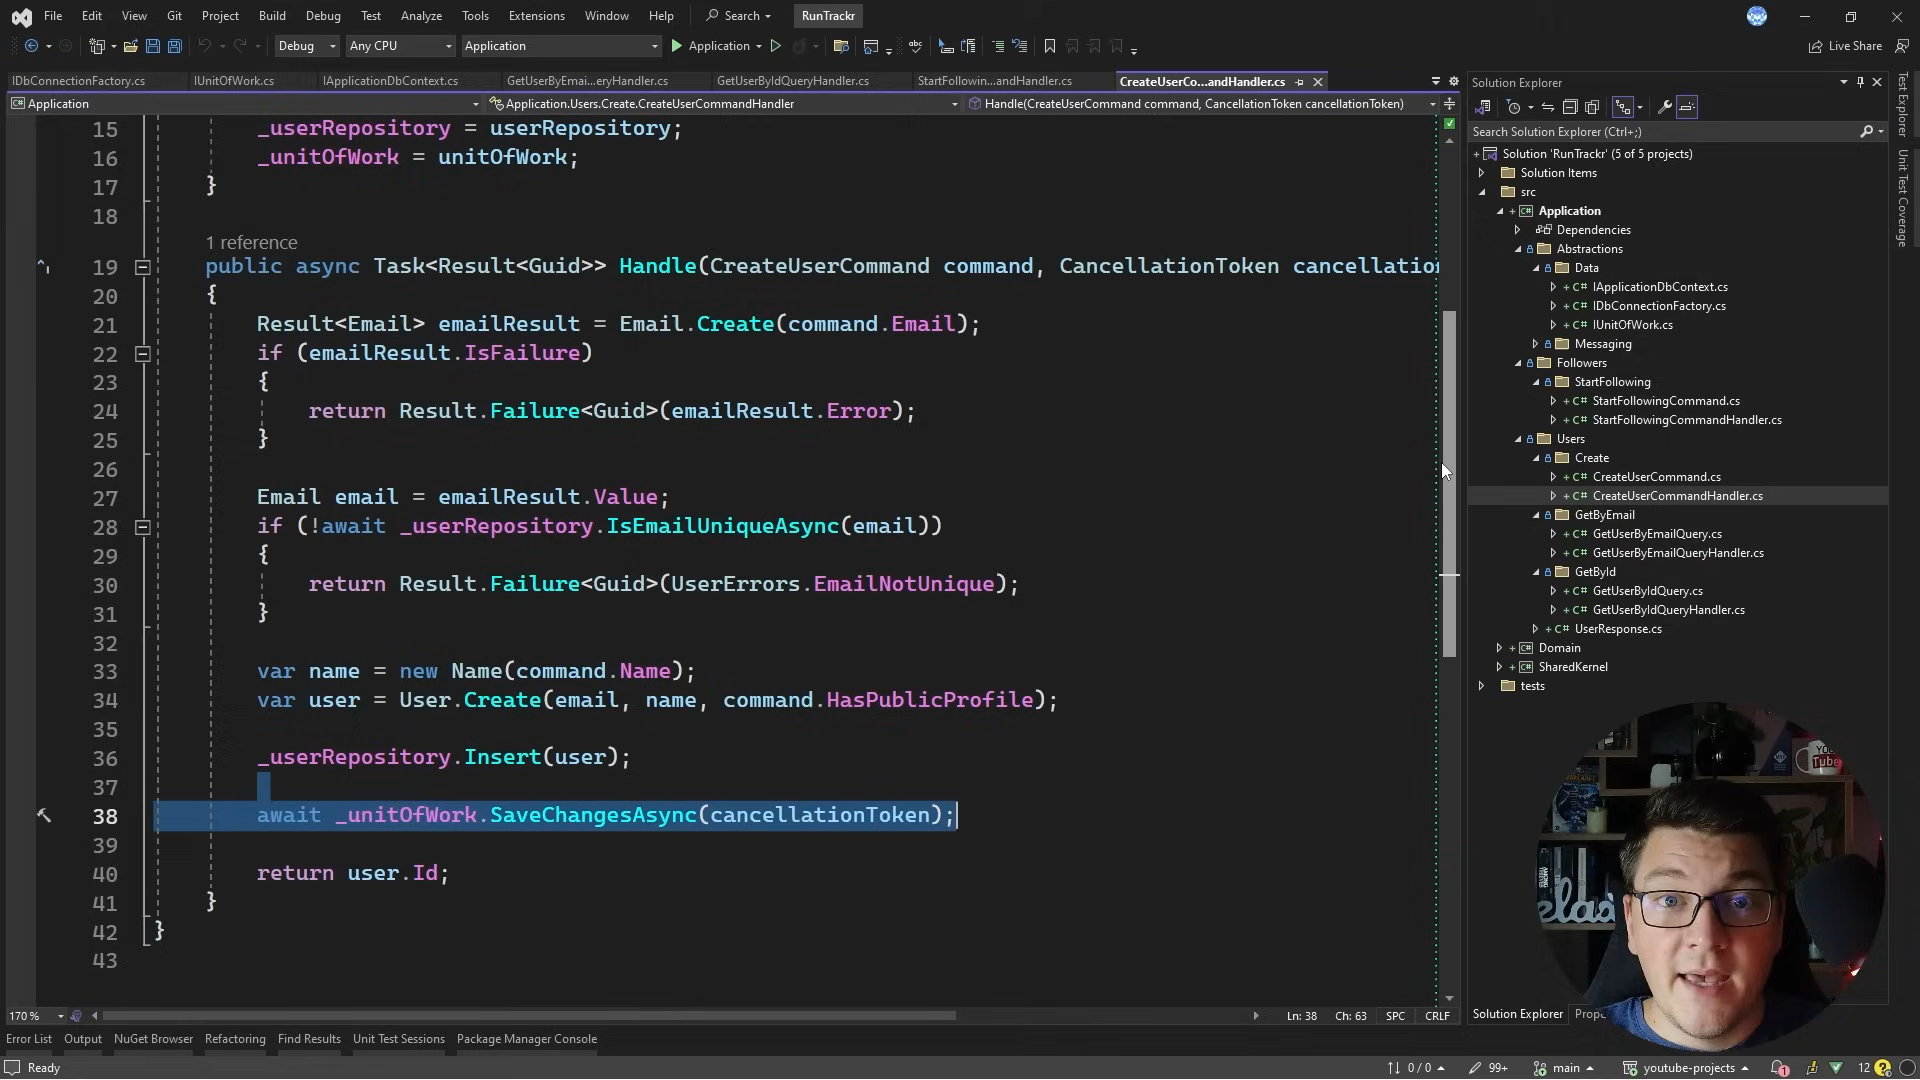 File Edit View Git Project Build Debug Test Analyze Tools Extensions Window Help Search RunTrackr
Debug Any CPU Application Application Live Share
IDbConnectionFactory.cs IUnitOfWork.cs IApplicationDbContext.cs GetUserByEmai...eryHandler.cs GetUserByIdQueryHandler.cs StartFollowin...andHandler.cs CreateUserCo...andHandler.cs
Application Application.Users.Create.CreateUserCommandHandler Handle(CreateUserCommand command, CancellationToken cancellationToken)
15 _userRepository = userRepository;
16 _unitOfWork = unitOfWork;
17 }
18
1 reference
19 public async Task<Result<Guid>> Handle(CreateUserCommand command, CancellationToken cancellation
20 {
21 Result<Email> emailResult = Email.Create(command.Email);
22 if (emailResult.IsFailure)
23 {
24 return Result.Failure<Guid>(emailResult.Error);
25 }
26
27 Email email = emailResult.Value;
28 if (!await _userRepository.IsEmailUniqueAsync(email))
29 {
30 return Result.Failure<Guid>(UserErrors.EmailNotUnique);
31 }
32
33 var name = new Name(command.Name);
34 var user = User.Create(email, name, command.HasPublicProfile);
35
36 _userRepository.Insert(user);
37
38 await _unitOfWork.SaveChangesAsync(cancellationToken);
39
40 return user.Id;
41 }
42 }
43
170 % Ln: 38 Ch: 63 SPC CRLF
Error List Output NuGet Browser Refactoring Find Results Unit Test Sessions Package Manager Console
Solution Explorer
Search Solution Explorer (Ctrl+;)
Solution 'RunTrackr' (5 of 5 projects)
Solution Items
src
Application
Dependencies
Abstractions
Data
IApplicationDbContext.cs
IDbConnectionFactory.cs
IUnitOfWork.cs
Messaging
Followers
StartFollowing
StartFollowingCommand.cs
StartFollowingCommandHandler.cs
Users
Create
CreateUserCommand.cs
CreateUserCommandHandler.cs
GetByEmail
GetUserByEmailQuery.cs
GetUserByEmailQueryHandler.cs
GetById
GetUserByIdQuery.cs
GetUserByIdQueryHandler.cs
UserResponse.cs
Domain
SharedKernel
tests
Solution Explorer Prope
Test Explorer
Unit Test Coverage
YOU
Tube
Ready 0 / 0 99+ main youtube-projects 1 12